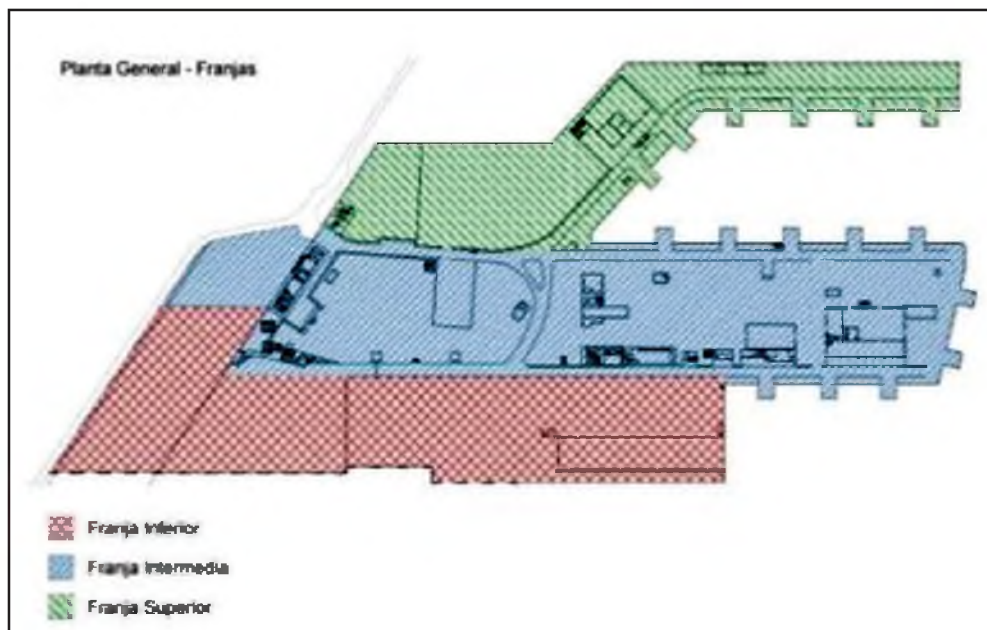 Planta General - Franjas
Franja Inferior
Franja Intermedia
Franja Superior